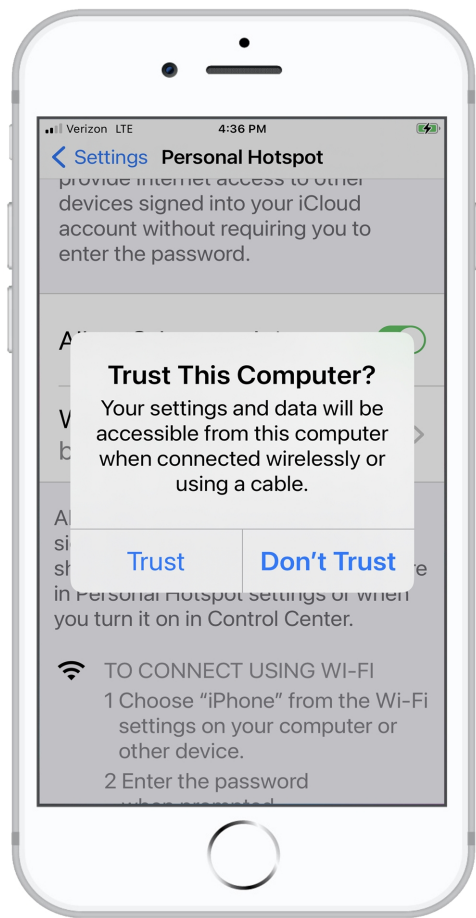 Verizon LTE 4:36 PM
Settings Personal Hotspot
provide Internet access to other
devices signed into your iCloud
account without requiring you to
enter the password.
Trust This Computer?
Your settings and data will be
accessible from this computer
when connected wirelessly or
using a cable.
Trust Don't Trust
in Personal Hotspot settings or when
you turn it on in Control Center.
TO CONNECT USING WI-FI
1 Choose “iPhone” from the Wi-Fi
settings on your computer or
other device.
2 Enter the password
when prompted